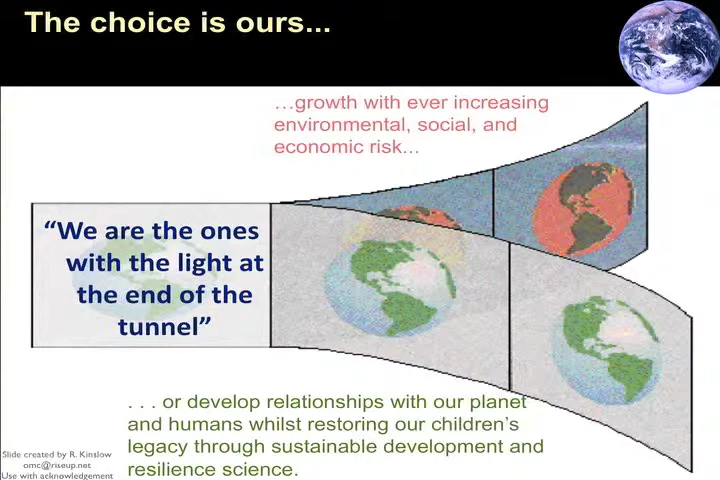 The choice is ours...
…growth with ever increasing
environmental, social, and
economic risk...
“We are the ones
with the light at
the end of the
tunnel”
. . . or develop relationships with our planet
and humans whilst restoring our children’s
legacy through sustainable development and
resilience science.
Slide created by R. Kinslow
omc@riseup.net
Use with acknowledgement